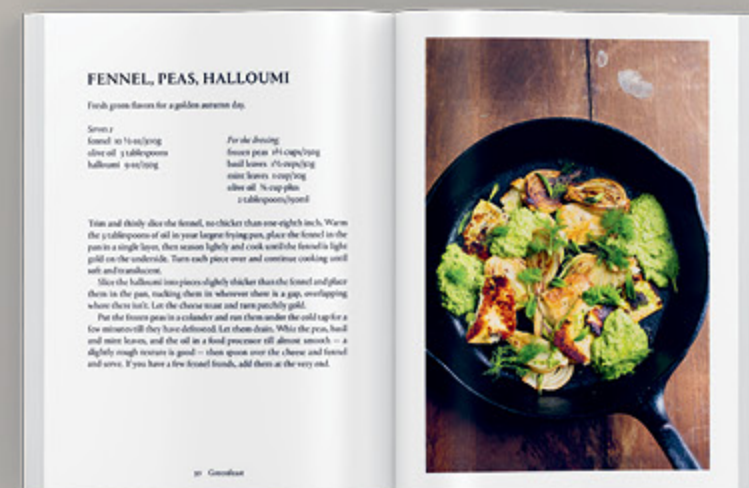 FENNEL, PEAS, HALLOUMI
Fresh green flavors for a golden autumn day.
Serves 2
fennel 10 ½ oz/300g
olive oil 3 tablespoons
halloumi 9 oz/250g
For the dressing:
frozen peas cups/250g
basil leaves cups/30g
mint leaves 1 cup/20g
olive oil cup plus
2 tablespoons/150ml
Trim and thinly slice the fennel, no thicker than one-eighth inch. Warm
the 3 tablespoons of oil in your largest frying pan, place the fennel in the
pan in a single layer, then season lightly and cook until the fennel is light
gold on the underside. Turn each piece over and continue cooking until
soft and translucent.
Slice the halloumi into pieces slightly thicker than the fennel and place
them in the pan, tucking them in wherever there is a gap, overlapping
where there isn't. Let the cheese toast and turn patchily gold.
Put the frozen peas in a colander and run them under the cold tap for a
few minutes till they have defrosted. Let them drain. Whiz the peas, basil
and mint leaves, and the oil in a food processor till almost smooth — a
slightly rough texture is good — then spoon over the cheese and fennel
and serve. If you have a few fennel fronds, add them at the very end.
Greenfeast